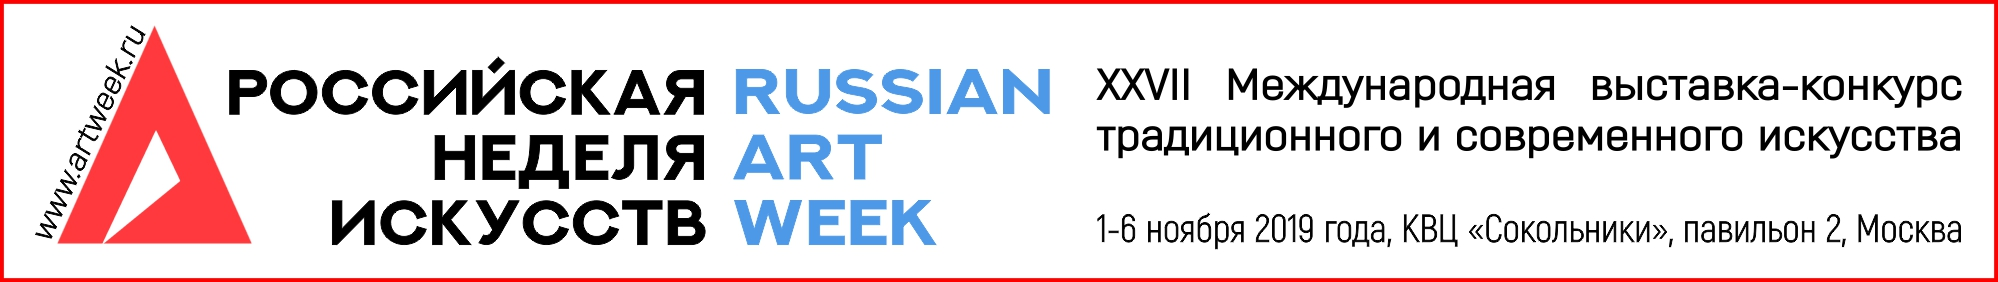 www.artweek.ru
РОССИЙСКАЯ
НЕДЕЛЯ
ИСКУССТВ
RUSSIAN
ART
WEEK
XXVII Международная выставка-конкурс
традиционного и современного искусства
1-6 ноября 2019 года, КВЦ «Сокольники», павильон 2, Москва